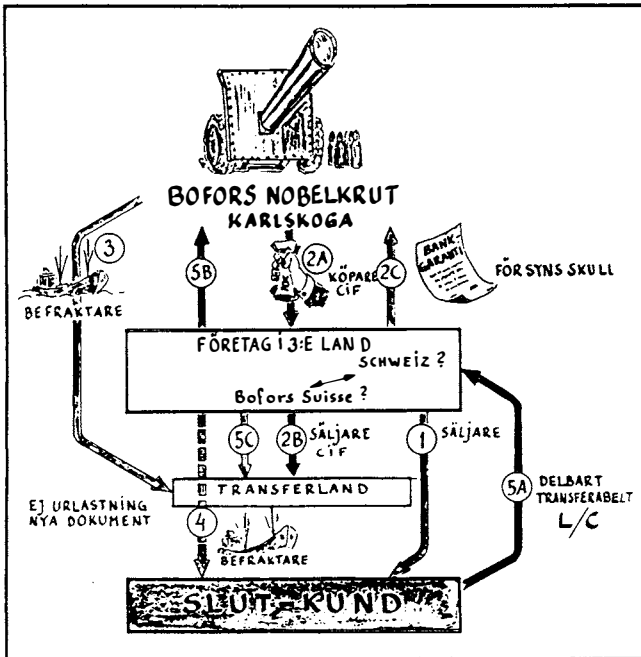 BOFORS NOBELKRUT
KARLSKOGA
3
BEFRAKTARE
5B
2A
KÖPARE
CIF
2C
BANK-
GARANTI
FÖR SYNS SKULL
FÖRETAG I 3:E LAND
SCHWEIZ?
Bofors Suisse?
5C
2B
SÄLJARE
CIF
1
SÄLJARE
TRANSFERLAND
EJ URLASTNING
NYA DOKUMENT
4
BEFRAKTARE
5A
DELBART
TRANSFERABELT
L/C
SLUT-KUND